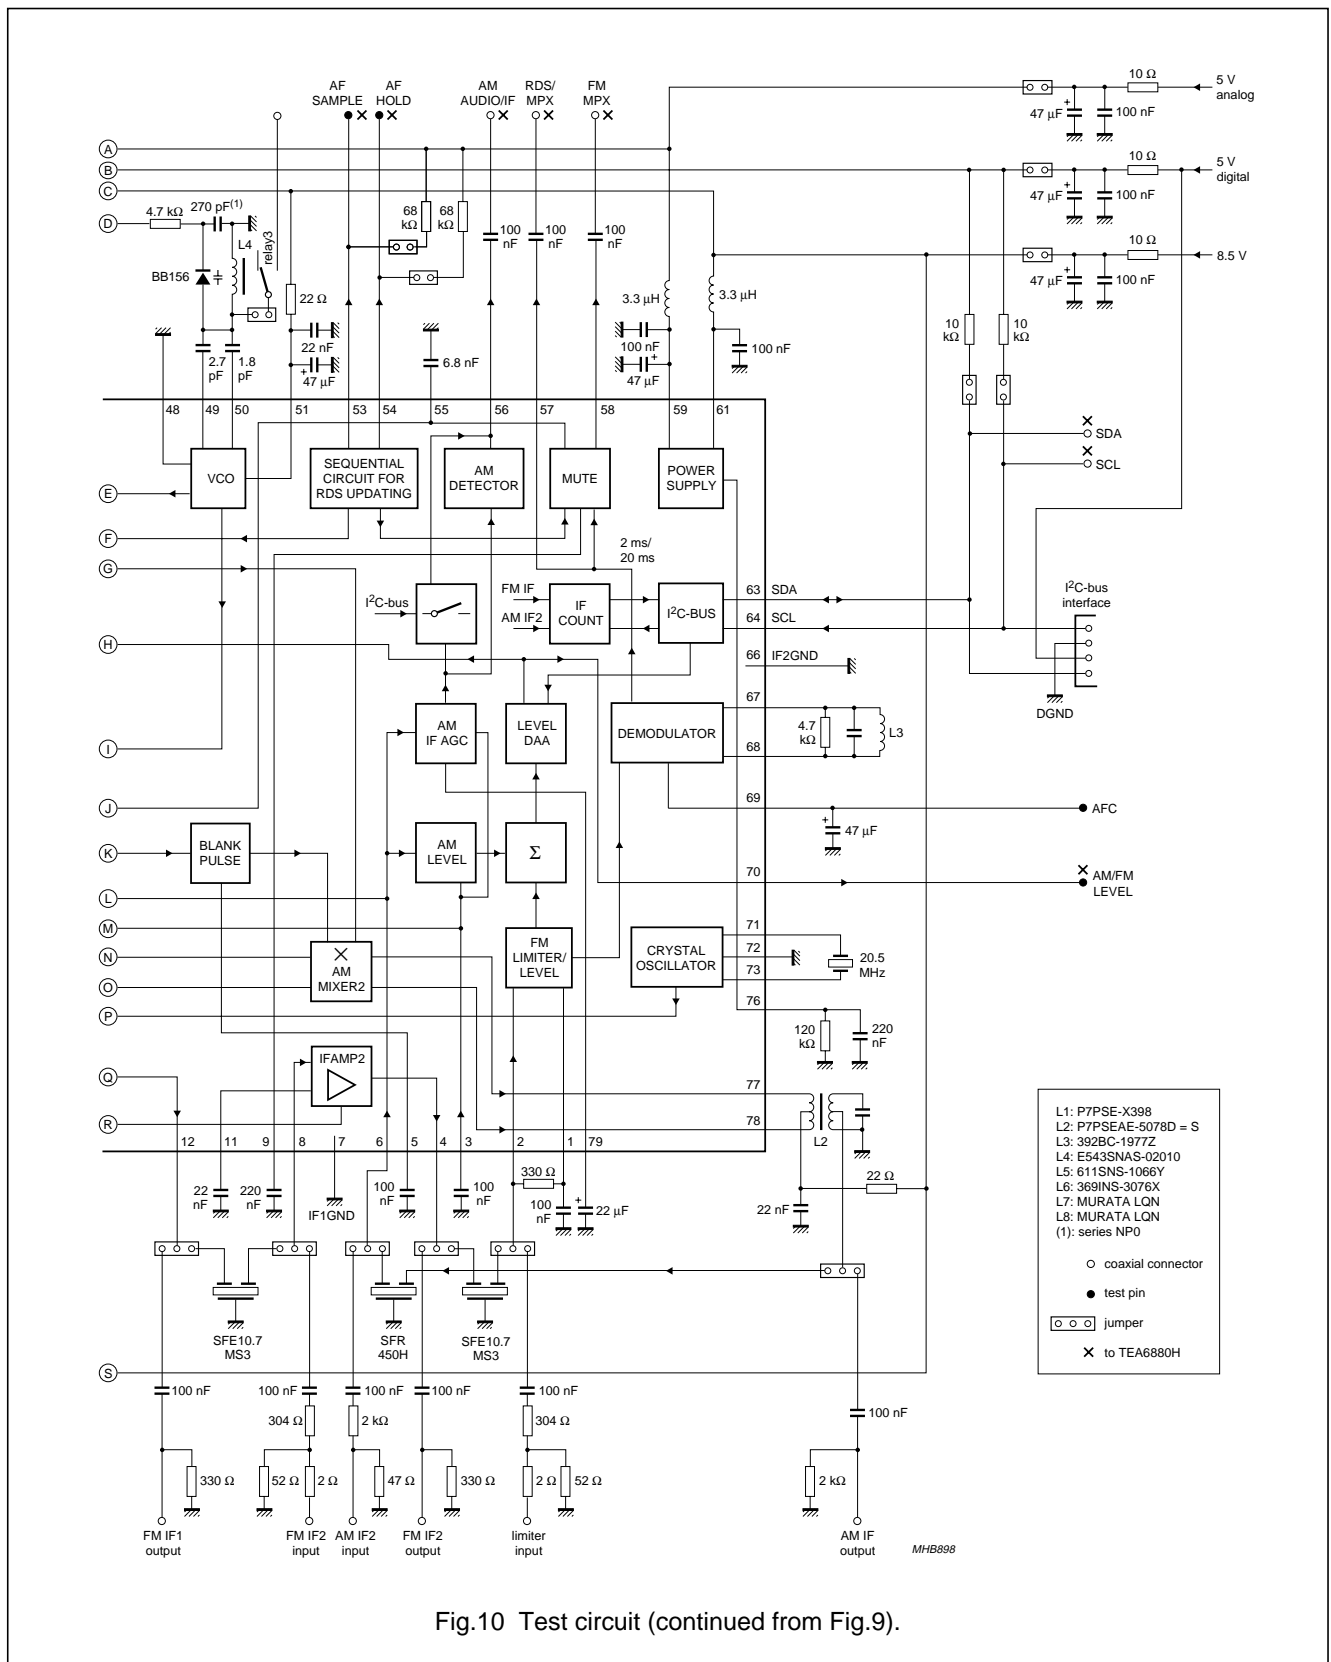 AF
SAMPLE
AF
HOLD
AM
AUDIO/IF
RDS/
MPX
FM
MPX
10 Ω
5 V
analog
47 μF
+
100 nF
A
B
10 Ω
5 V
digital
C
47 μF
+
100 nF
D
4.7 kΩ
270 pF(1)
L4
relay3
68
kΩ
68
kΩ
100
nF
100
nF
100
nF
10 Ω
8.5 V
47 μF
+
100 nF
BB156
22 Ω
3.3 μH
3.3 μH
10
kΩ
10
kΩ
2.7
pF
1.8
pF
22 nF
+
47 μF
6.8 nF
100 nF
+
47 μF
100 nF
48
49
50
51
53
54
55
56
57
58
59
61
SDA
SCL
VCO
SEQUENTIAL
CIRCUIT FOR
RDS UPDATING
AM
DETECTOR
MUTE
POWER
SUPPLY
E
F
G
2 ms/
20 ms
I2C-bus
FM IF
AM IF2
IF
COUNT
I2C-BUS
63
SDA
64
SCL
I2C-bus
interface
H
66
IF2GND
DGND
AM
IF AGC
LEVEL
DAA
DEMODULATOR
67
68
4.7
kΩ
L3
I
J
69
AFC
+
47 μF
K
BLANK
PULSE
AM
LEVEL
Σ
70
AM/FM
LEVEL
L
M
N
AM
MIXER2
FM
LIMITER/
LEVEL
CRYSTAL
OSCILLATOR
71
72
73
20.5
MHz
O
P
76
120
kΩ
220
nF
Q
IFAMP2
77
R
78
L2
12
11
9
8
7
6
5
4
3
2
1
79
22
nF
220
nF
IF1GND
100
nF
100
nF
330 Ω
100
nF
+
22 μF
22 Ω
22 nF
L1: P7PSE-X398
L2: P7PSEAE-5078D = S
L3: 392BC-1977Z
L4: E543SNAS-02010
L5: 611SNS-1066Y
L6: 369INS-3076X
L7: MURATA LQN
L8: MURATA LQN
(1): series NP0
coaxial connector
test pin
jumper
to TEA6880H
SFE10.7
MS3
SFR
450H
SFE10.7
MS3
S
100 nF
100 nF
100 nF
100 nF
100 nF
100 nF
304 Ω
2 kΩ
304 Ω
330 Ω
52 Ω
2 Ω
47 Ω
330 Ω
2 Ω
52 Ω
2 kΩ
FM IF1
output
FM IF2
input
AM IF2
input
FM IF2
output
limiter
input
AM IF
output
MHB898
Fig.10 Test circuit (continued from Fig.9).